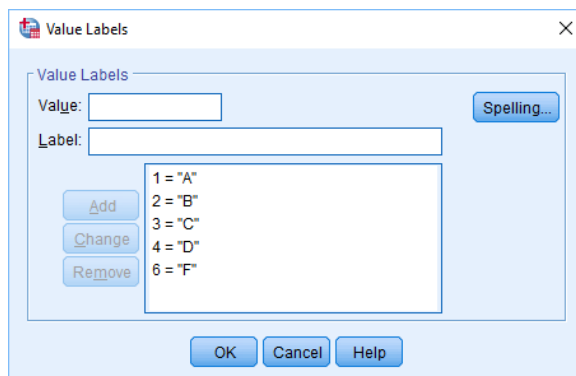 Value Labels
Value Labels
Value:
Spelling...
Label:
1 = "A"
2 = "B"
3 = "C"
4 = "D"
6 = "F"
Add
Change
Remove
OK Cancel Help